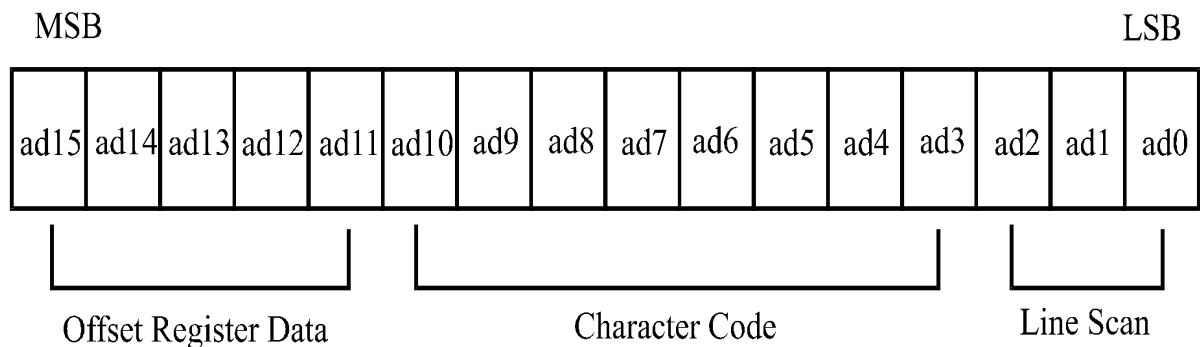 MSB LSB
ad15 ad14 ad13 ad12 ad11 ad10 ad9 ad8 ad7 ad6 ad5 ad4 ad3 ad2 ad1 ad0
Offset Register Data Character Code Line Scan